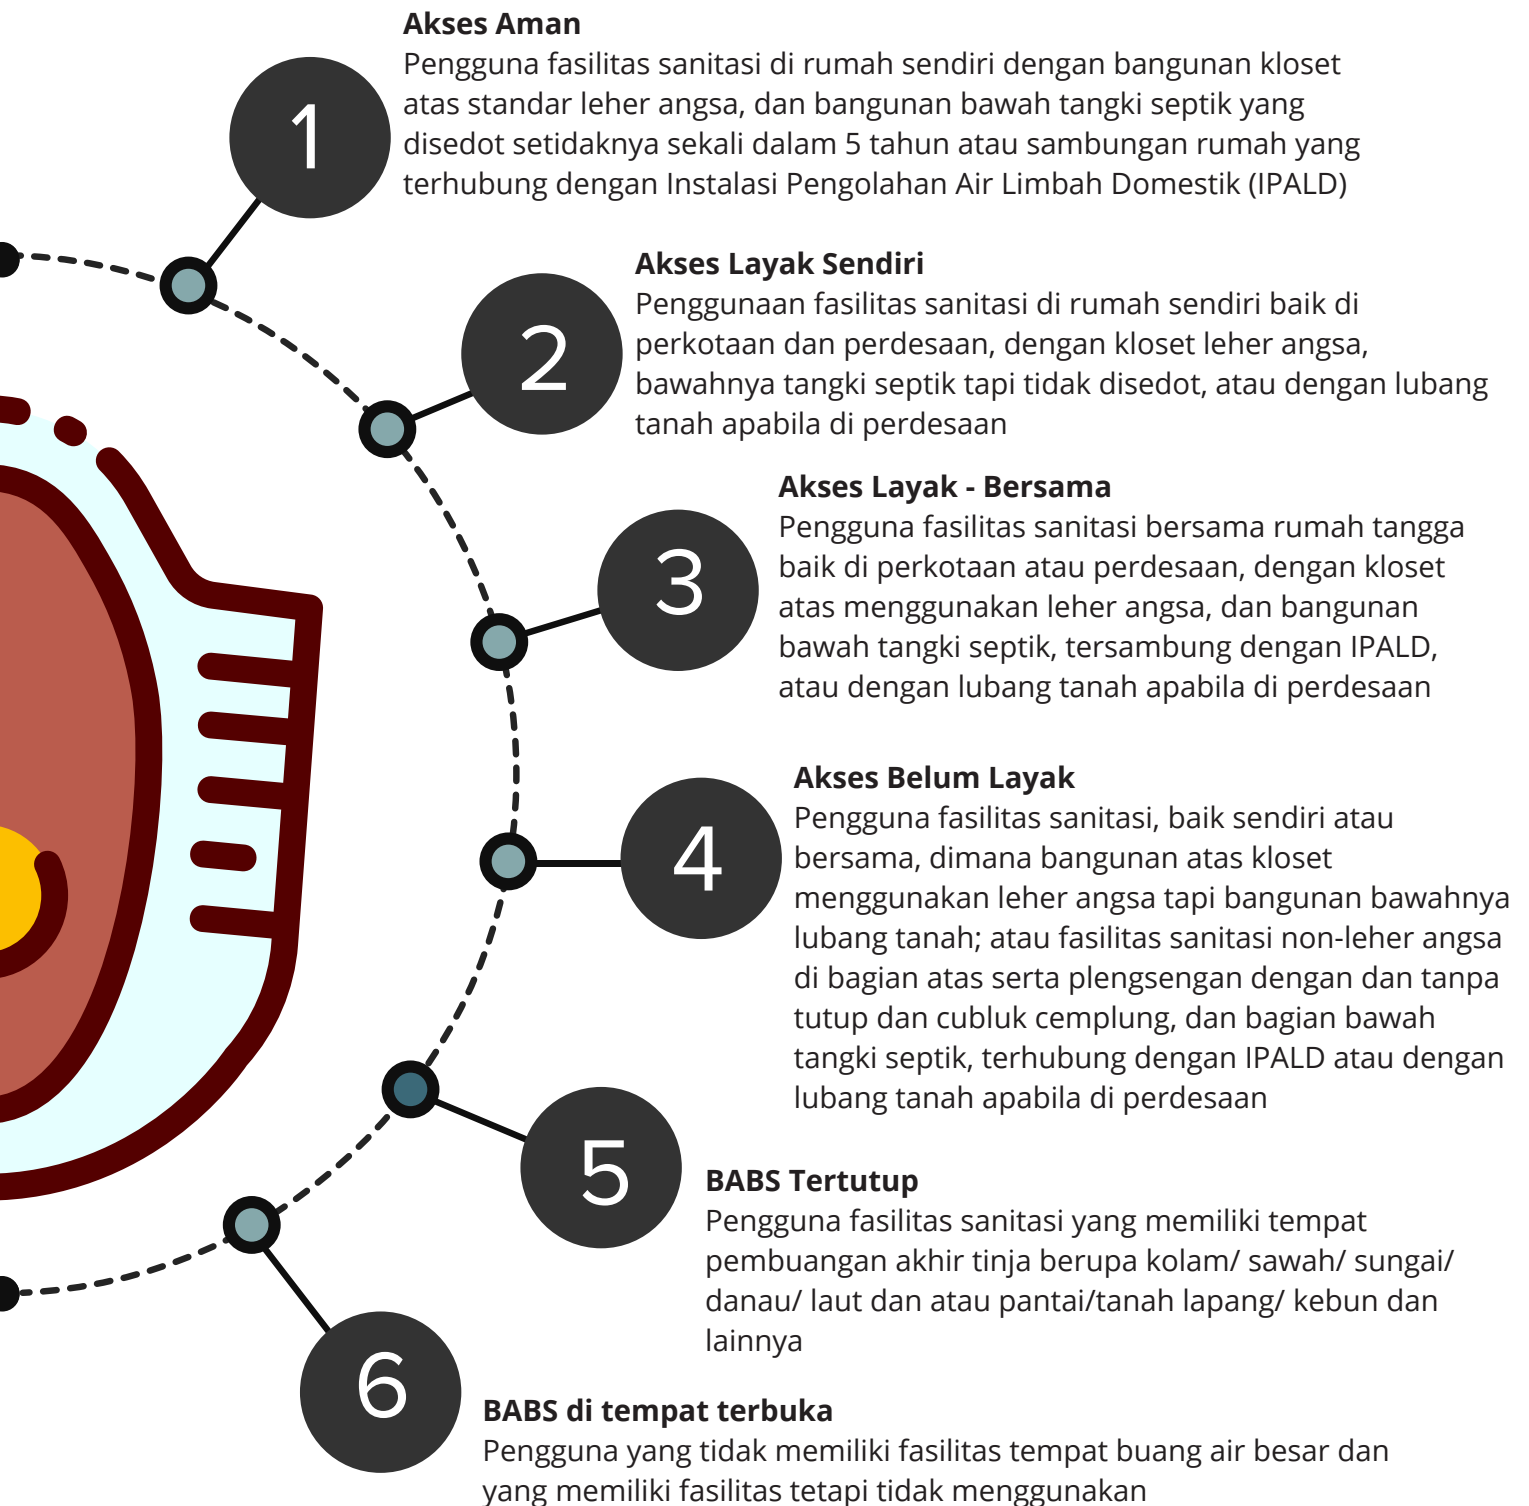 Akses Aman
1
Pengguna fasilitas sanitasi di rumah sendiri dengan bangunan kloset
atas standar leher angsa, dan bangunan bawah tangki septik yang
disedot setidaknya sekali dalam 5 tahun atau sambungan rumah yang
terhubung dengan Instalasi Pengolahan Air Limbah Domestik (IPALD)
Akses Layak Sendiri
2
Penggunaan fasilitas sanitasi di rumah sendiri baik di
perkotaan dan perdesaan, dengan kloset leher angsa,
bawahnya tangki septik tapi tidak disedot, atau dengan lubang
tanah apabila di perdesaan
Akses Layak - Bersama
3
Pengguna fasilitas sanitasi bersama rumah tangga
baik di perkotaan atau perdesaan, dengan kloset
atas menggunakan leher angsa, dan bangunan
bawah tangki septik, tersambung dengan IPALD,
atau dengan lubang tanah apabila di perdesaan
Akses Belum Layak
4
Pengguna fasilitas sanitasi, baik sendiri atau
bersama, dimana bangunan atas kloset
menggunakan leher angsa tapi bangunan bawahnya
lubang tanah; atau fasilitas sanitasi non-leher angsa
di bagian atas serta plengsengan dengan dan tanpa
tutup dan cubluk cemplung, dan bagian bawah
tangki septik, terhubung dengan IPALD atau dengan
lubang tanah apabila di perdesaan
5
BABS Tertutup
Pengguna fasilitas sanitasi yang memiliki tempat
pembuangan akhir tinja berupa kolam/ sawah/ sungai/
danau/ laut dan atau pantai/tanah lapang/ kebun dan
lainnya
6
BABS di tempat terbuka
Pengguna yang tidak memiliki fasilitas tempat buang air besar dan
yang memiliki fasilitas tetapi tidak menggunakan